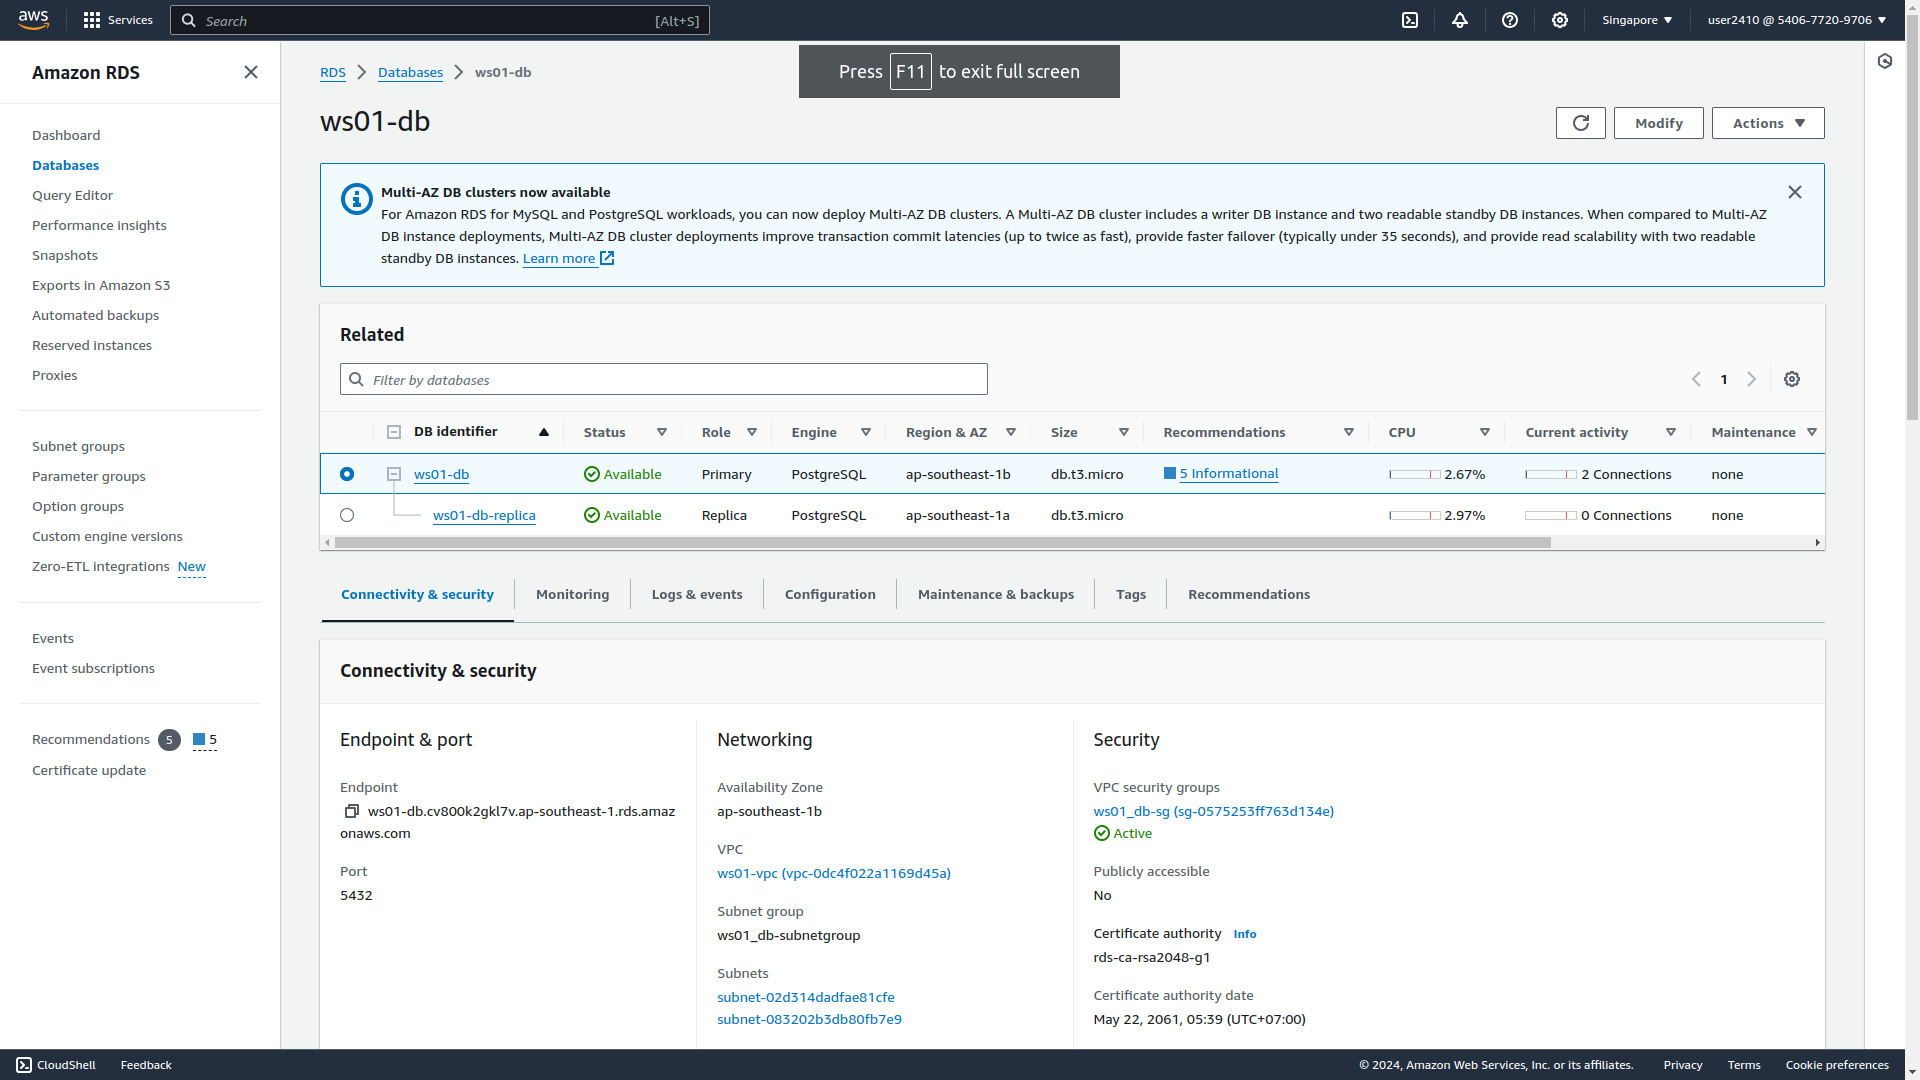 aws
Services
Search
[Alt+S]
Singapore
user2410 @ 5406-7720-9706
Amazon RDS
Dashboard
Databases
Query Editor
Performance insights
Snapshots
Exports in Amazon S3
Automated backups
Reserved instances
Proxies
Subnet groups
Parameter groups
Option groups
Custom engine versions
Zero-ETL integrations New
Events
Event subscriptions
Recommendations 5 5
Certificate update
RDS > Databases > ws01-db
Press F11 to exit full screen
ws01-db
Modify
Actions
Multi-AZ DB clusters now available
For Amazon RDS for MySQL and PostgreSQL workloads, you can now deploy Multi-AZ DB clusters. A Multi-AZ DB cluster includes a writer DB instance and two readable standby DB instances. When compared to Multi-AZ
DB instance deployments, Multi-AZ DB cluster deployments improve transaction commit latencies (up to twice as fast), provide faster failover (typically under 35 seconds), and provide read scalability with two readable
standby DB instances. Learn more
Related
Filter by databases
1
DB identifier Status Role Engine Region & AZ Size Recommendations CPU Current activity Maintenance
ws01-db Available Primary PostgreSQL ap-southeast-1b db.t3.micro 5 Informational 2.67% 2 Connections none
ws01-db-replica Available Replica PostgreSQL ap-southeast-1a db.t3.micro 2.97% 0 Connections none
Connectivity & security
Monitoring
Logs & events
Configuration
Maintenance & backups
Tags
Recommendations
Connectivity & security
Endpoint & port
Endpoint
ws01-db.cv800k2gkl7v.ap-southeast-1.rds.amaz
onaws.com
Port
5432
Networking
Availability Zone
ap-southeast-1b
VPC
ws01-vpc (vpc-0dc4f022a1169d45a)
Subnet group
ws01_db-subnetgroup
Subnets
subnet-02d314dadfae81cfe
subnet-083202b3db80fb7e9
Security
VPC security groups
ws01_db-sg (sg-0575253ff763d134e)
Active
Publicly accessible
No
Certificate authority Info
rds-ca-rsa2048-g1
Certificate authority date
May 22, 2061, 05:39 (UTC+07:00)
CloudShell
Feedback
© 2024, Amazon Web Services, Inc. or its affiliates.
Privacy
Terms
Cookie preferences